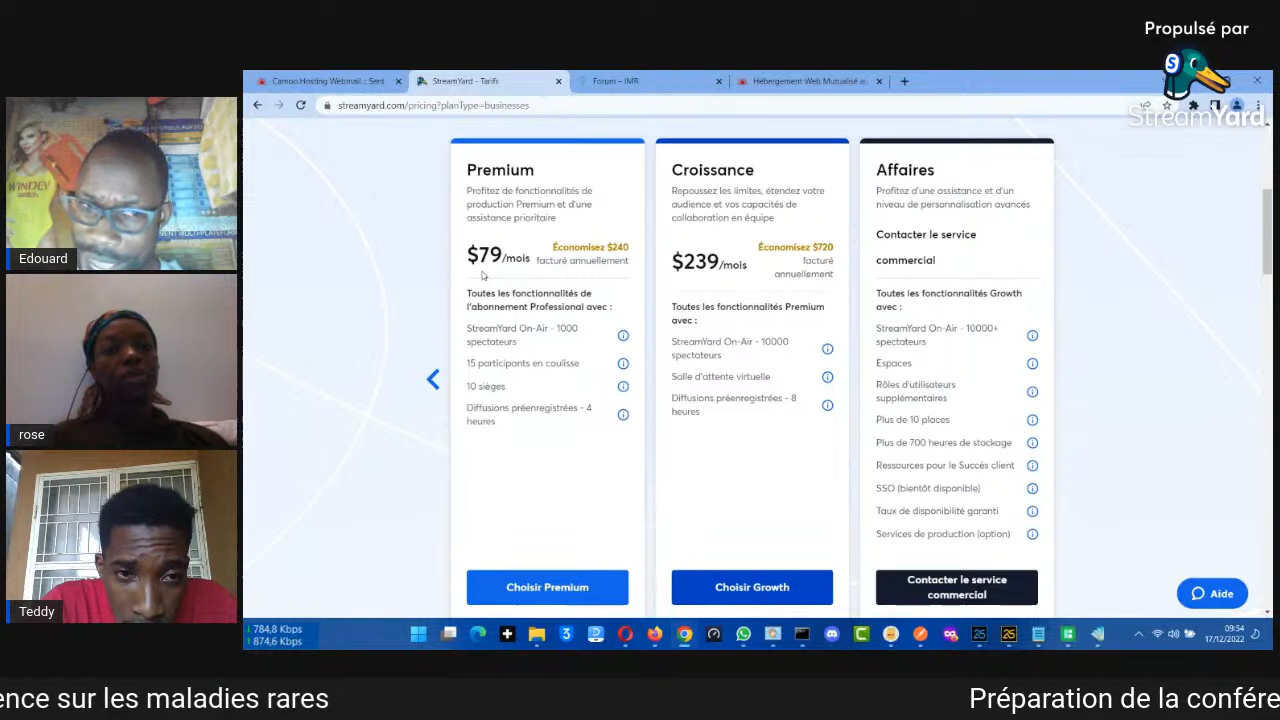 Propulsé par
StreamYard
Camoo.Hosting Webmail :: Sent
StreamYard - Tarifs
Forum – IMR
Hébergement Web Mutualisé a
streamyard.com/pricing?planType=businesses
WINDEV
Edouard
rose
Teddy
Premium
Profitez de fonctionnalités de
production Premium et d'une
assistance prioritaire
$79/mois
Économisez $240
facturé annuellement
Toutes les fonctionnalités de
l'abonnement Professional avec :
StreamYard On-Air - 1000
spectateurs
15 participants en coulisse
10 sièges
Diffusions préenregistrées - 4
heures
Choisir Premium
Croissance
Repoussez les limites, étendez votre
audience et vos capacités de
collaboration en équipe
$239/mois
Économisez $720
facturé
annuellement
Toutes les fonctionnalités Premium
avec :
StreamYard On-Air - 10000
spectateurs
Salle d'attente virtuelle
Diffusions préenregistrées - 8
heures
Choisir Growth
Affaires
Profitez d'une assistance et d'un
niveau de personnalisation avancés
Contacter le service
commercial
Toutes les fonctionnalités Growth
avec :
StreamYard On-Air - 10000+
spectateurs
Espaces
Rôles d'utilisateurs
supplémentaires
Plus de 10 places
Plus de 700 heures de stockage
Ressources pour le Succès client
SSO (bientôt disponible)
Taux de disponibilité garanti
Services de production (option)
Contacter le service
commercial
Aide
784,8 Kbps
874,6 Kbps
09:54
17/12/2022
ence sur les maladies rares
Préparation de la confére